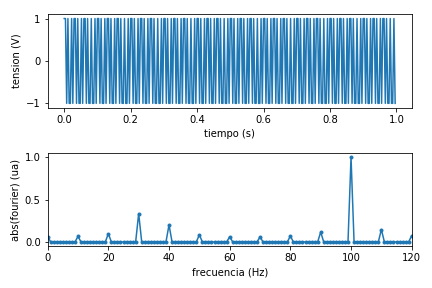 1
0
−1
tension (V)
0.0 0.2 0.4 0.6 0.8 1.0
tiempo (s)
1.0
0.5
0.0
abs(fourier) (ua)
0 20 40 60 80 100 120
frecuencia (Hz)